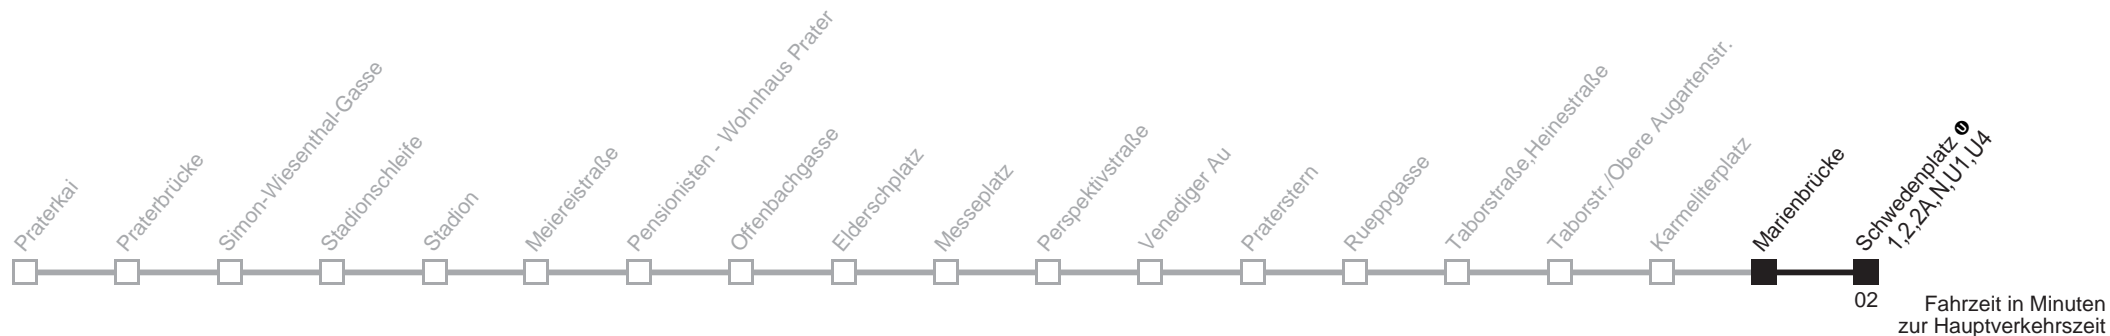 Praterkai
Praterbrücke
Simon-Wiesenthal-Gasse
Stadionschleife
Stadion
Meiereistraße
Pensionisten - Wohnhaus Prater
Offenbachgasse
Elderschplatz
Messeplatz
Perspektivstraße
Venediger Au
Praterstern
Rueppgasse
Taborstraße,Heinestraße
Taborstr./Obere Augartenstr.
Karmeliterplatz
Marienbrücke
Schwedenplatz U
1,2,2A,N,U1,U4
02
Fahrzeit in Minuten
zur Hauptverkehrszeit